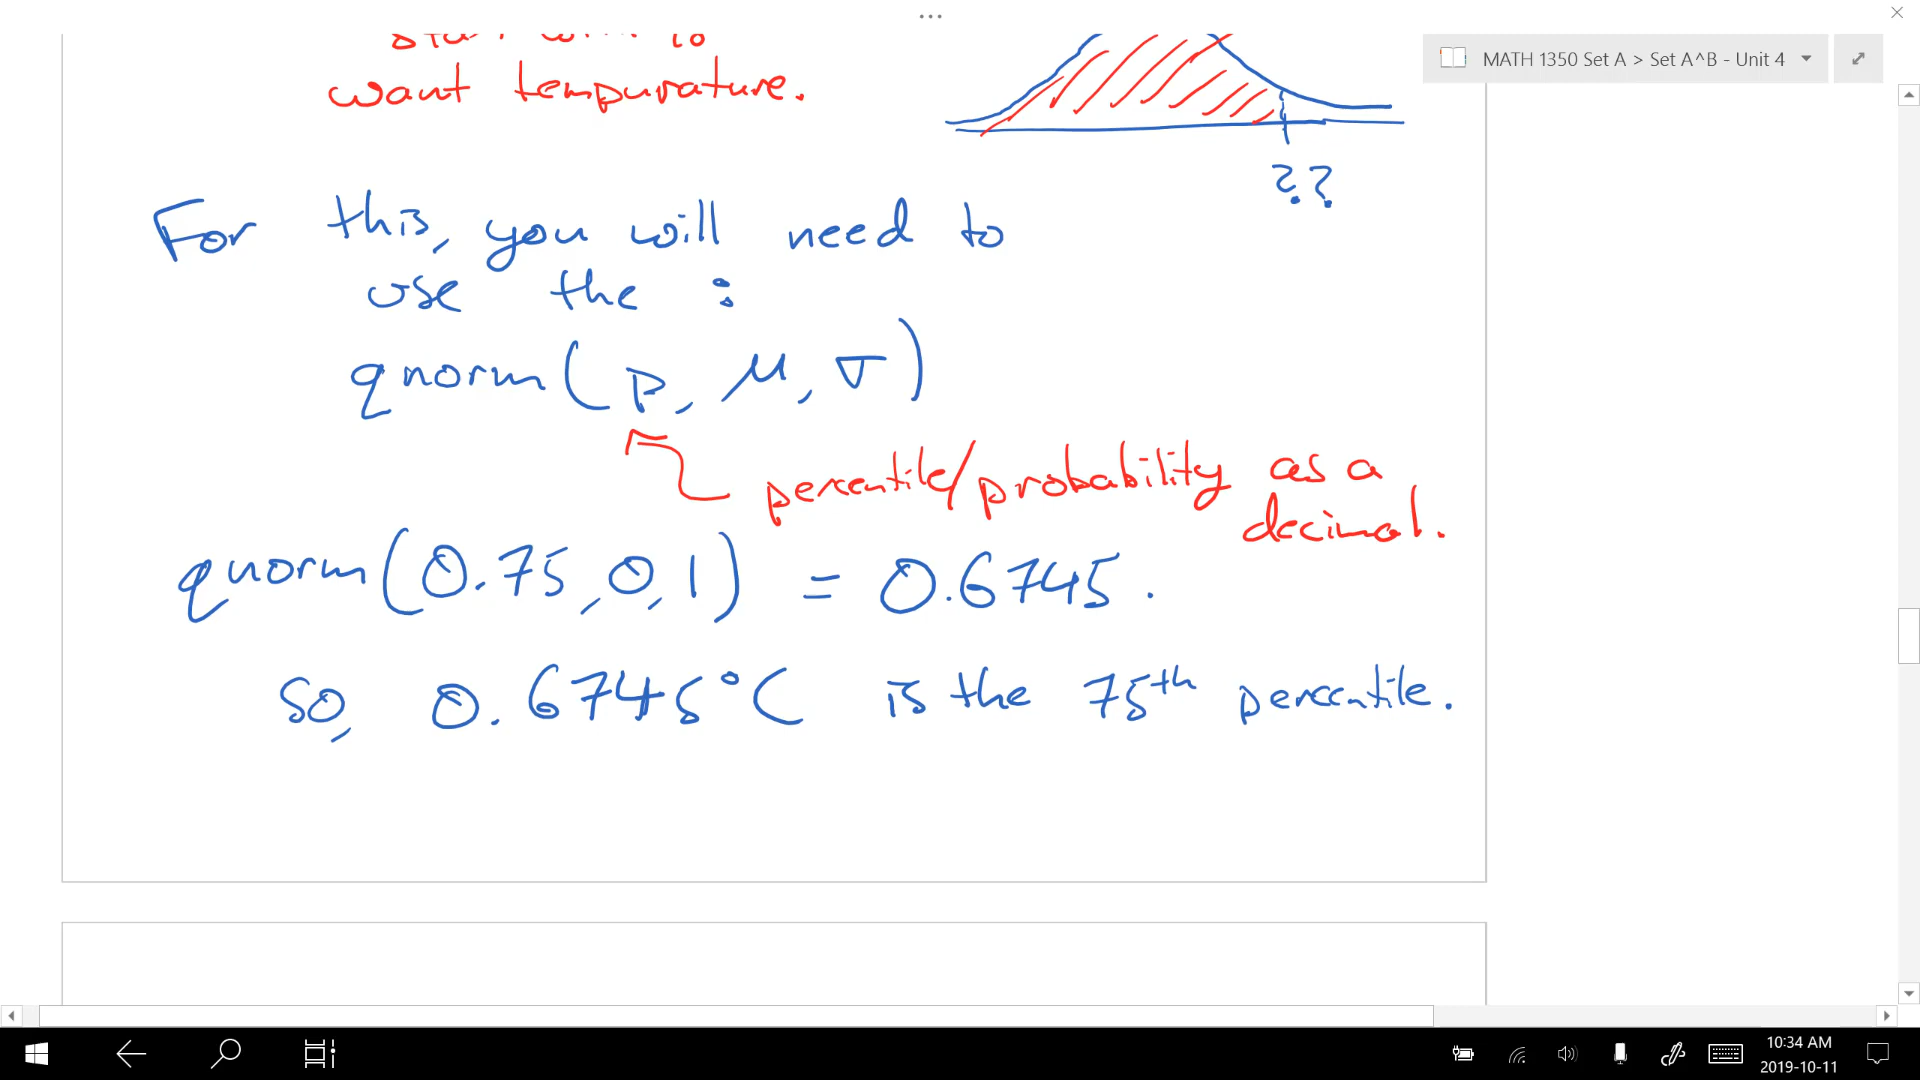 MATH 1350 Set A > Set A^B - Unit 4
want tempurature.
??
For this, you will need to
use the :
qnorm(p, μ, σ)
percentile/probability as a
decimal.
qnorm(0.75, 0, 1) = 0.6745.
So, 0.6745°C is the 75th percentile.
10:34 AM
2019-10-11